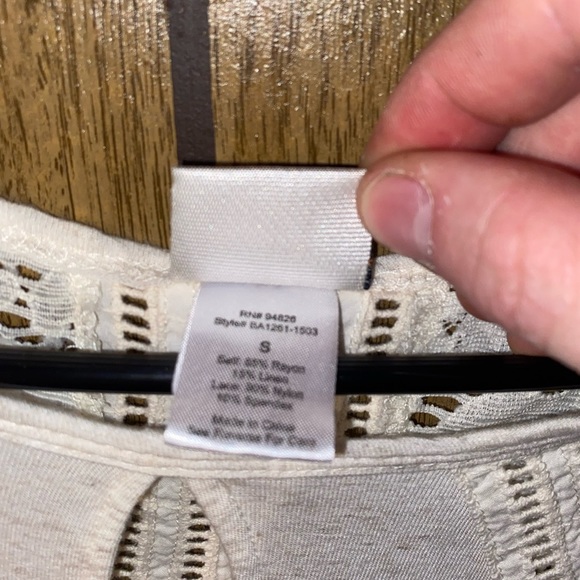 RN# 94826
Style# BA1261-1503
S
Self: 85% Rayon
15% Linen
Lace: 90% Nylon
10% Spandex
Made in China
See Reverse For Care